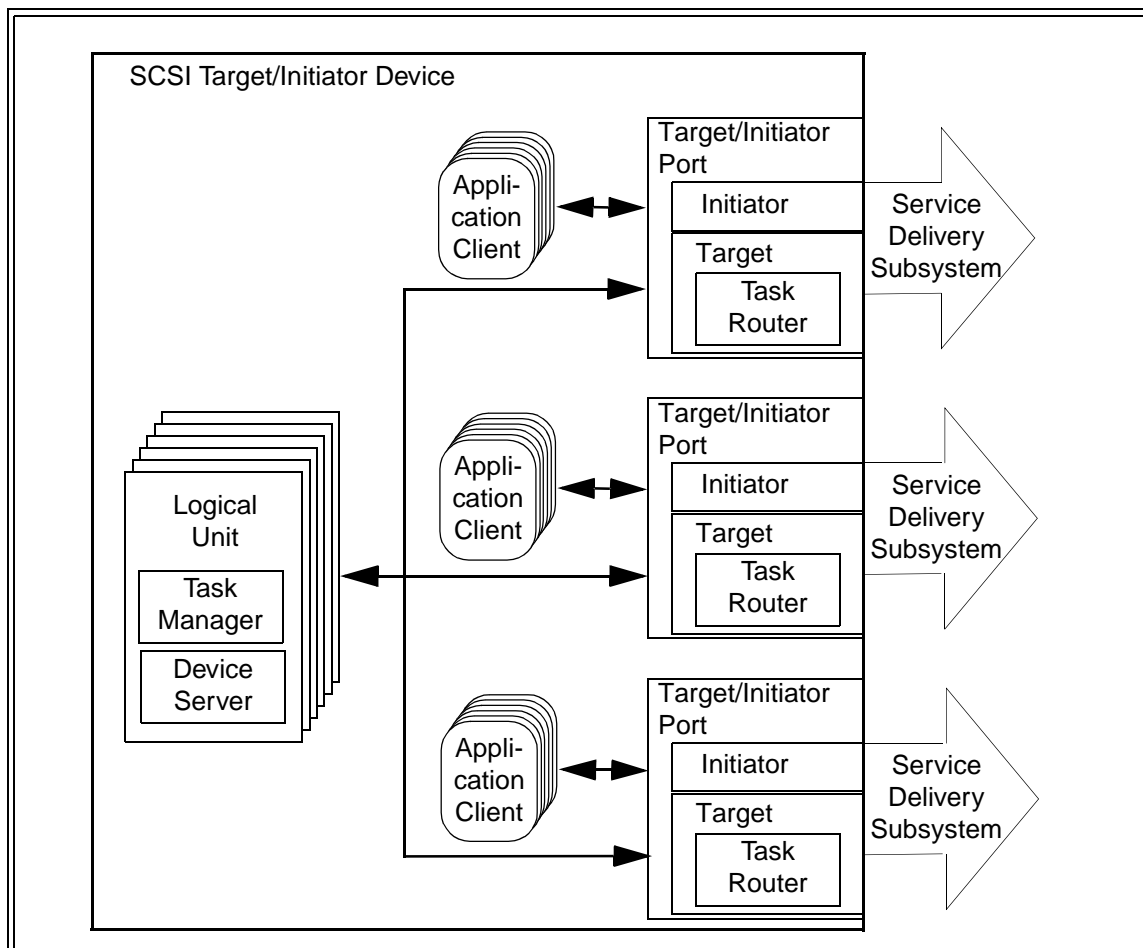 SCSI Target/Initiator Device
Target/Initiator
Port
Appli-
cation
Client
Initiator
Target
Task
Router
Service
Delivery
Subsystem
Target/Initiator
Port
Appli-
cation
Client
Initiator
Target
Task
Router
Service
Delivery
Subsystem
Logical
Unit
Task
Manager
Device
Server
Target/Initiator
Port
Appli-
cation
Client
Initiator
Target
Task
Router
Service
Delivery
Subsystem